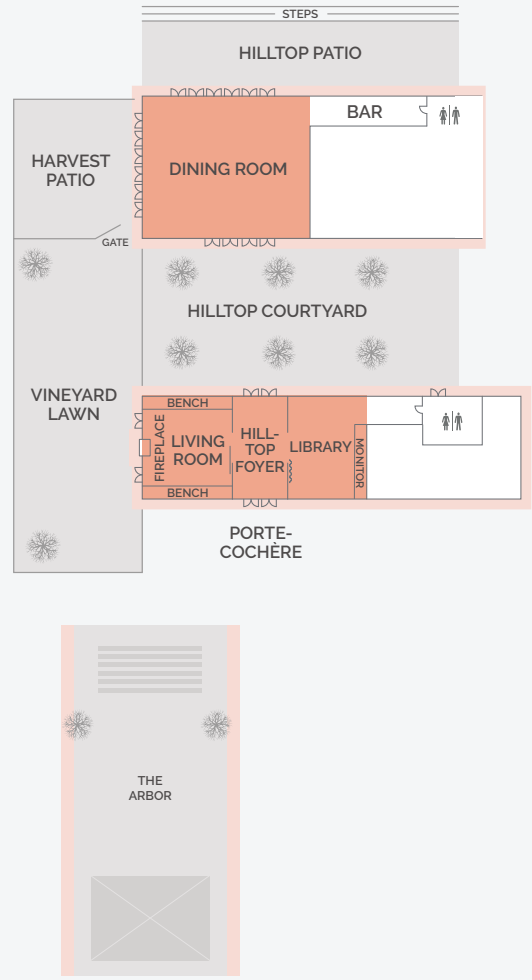 STEPS
HILLTOP PATIO
BAR
HARVEST
PATIO
DINING ROOM
GATE
HILLTOP COURTYARD
VINEYARD
LAWN
BENCH
FIREPLACE
LIVING
ROOM
HILL-
TOP
FOYER
LIBRARY
MONITOR
BENCH
PORTE-
COCHÈRE
THE
ARBOR